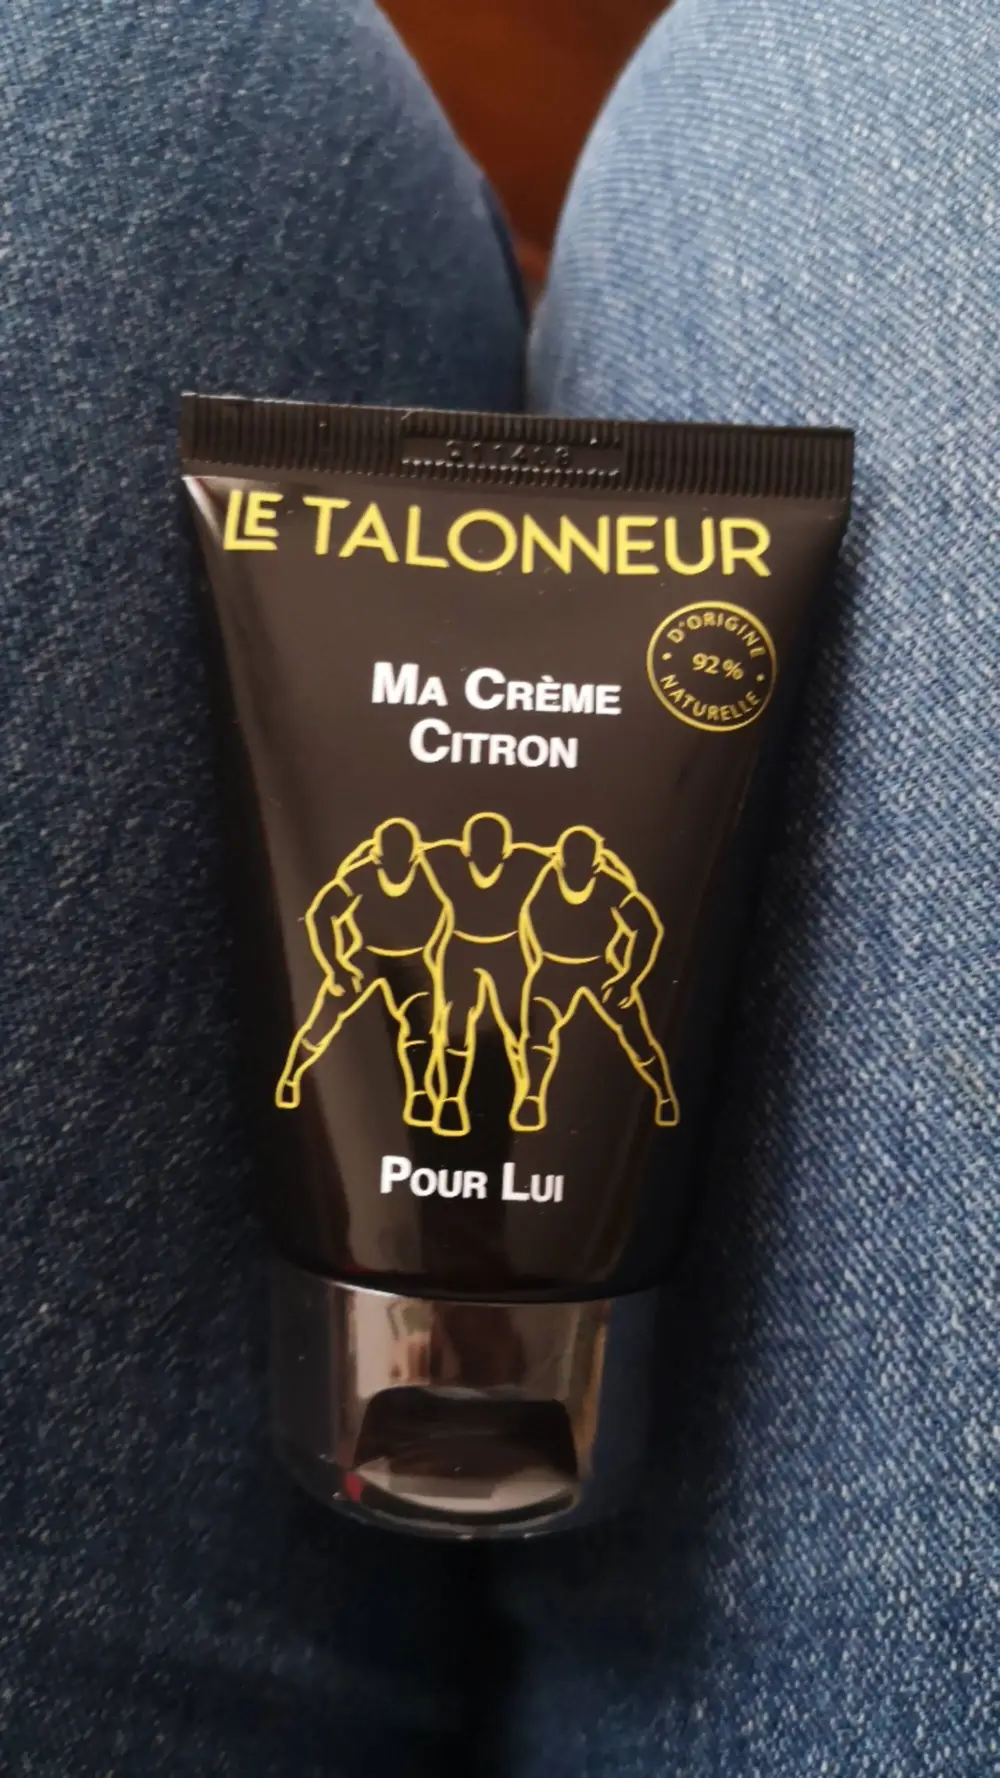 LE TALONNEUR
D'ORIGINE
92%
NATURELLE
MA CRÈME
CITRON
POUR LUI